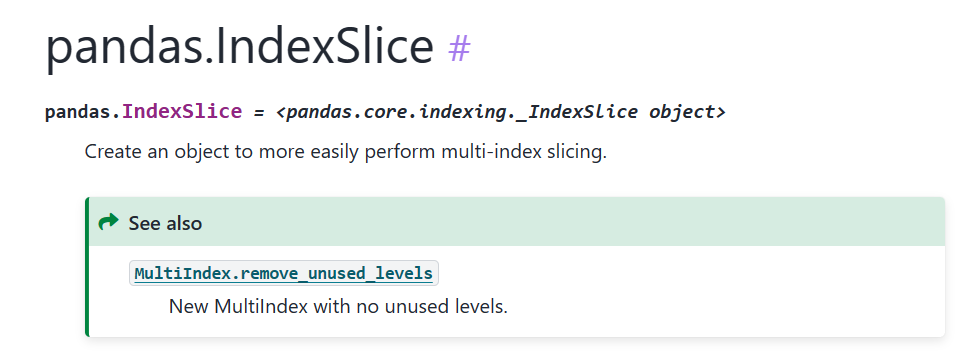 pandas.IndexSlice #
pandas.IndexSlice = <pandas.core.indexing._IndexSlice object>
Create an object to more easily perform multi-index slicing.
See also
MultiIndex.remove_unused_levels
New MultiIndex with no unused levels.